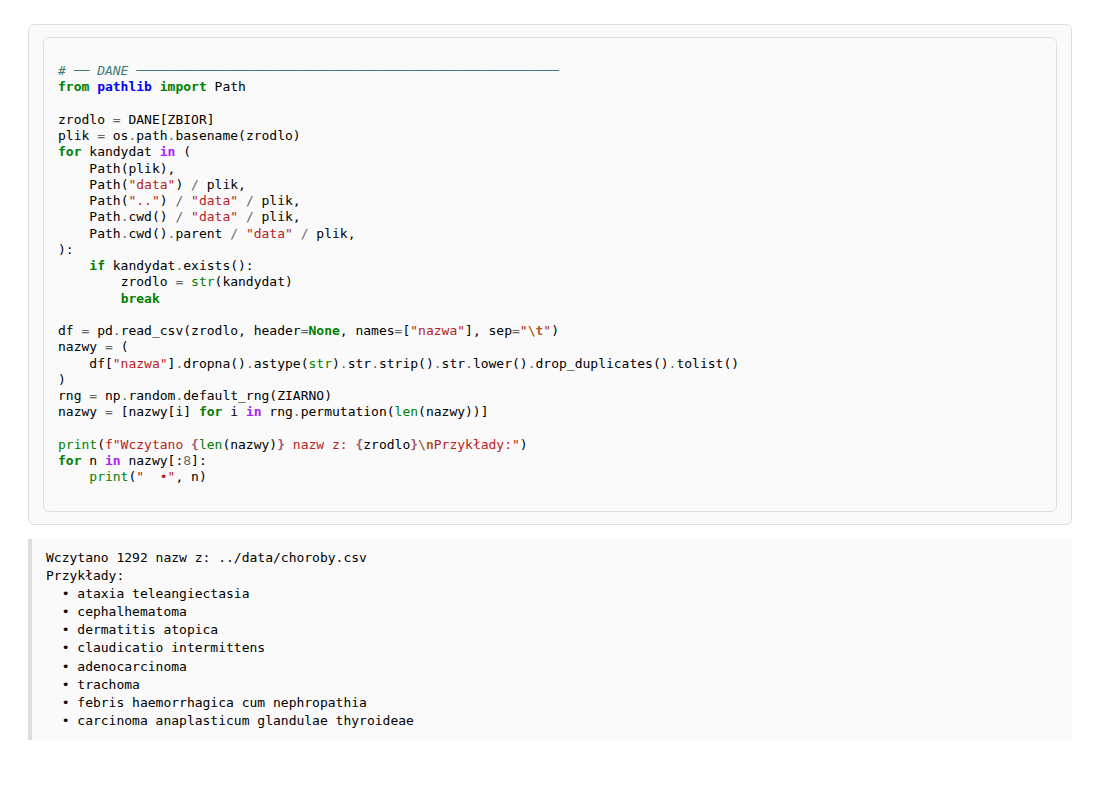 # ── DANE ──────────────────────────────────────────────────────
from pathlib import Path

zrodlo = DANE[ZBIOR]
plik = os.path.basename(zrodlo)
for kandydat in (
    Path(plik),
    Path("data") / plik,
    Path("..") / "data" / plik,
    Path.cwd() / "data" / plik,
    Path.cwd().parent / "data" / plik,
):
    if kandydat.exists():
        zrodlo = str(kandydat)
        break

df = pd.read_csv(zrodlo, header=None, names=["nazwa"], sep="\t")
nazwy = (
    df["nazwa"].dropna().astype(str).str.strip().str.lower().drop_duplicates().tolist()
)
rng = np.random.default_rng(ZIARNO)
nazwy = [nazwy[i] for i in rng.permutation(len(nazwy))]

print(f"Wczytano {len(nazwy)} nazw z: {zrodlo}\nPrzykłady:")
for n in nazwy[:8]:
    print("  •", n)

Wczytano 1292 nazw z: ../data/choroby.csv
Przykłady:
  • ataxia teleangiectasia
  • cephalhematoma
  • dermatitis atopica
  • claudicatio intermittens
  • adenocarcinoma
  • trachoma
  • febris haemorrhagica cum nephropathia
  • carcinoma anaplasticum glandulae thyroideae